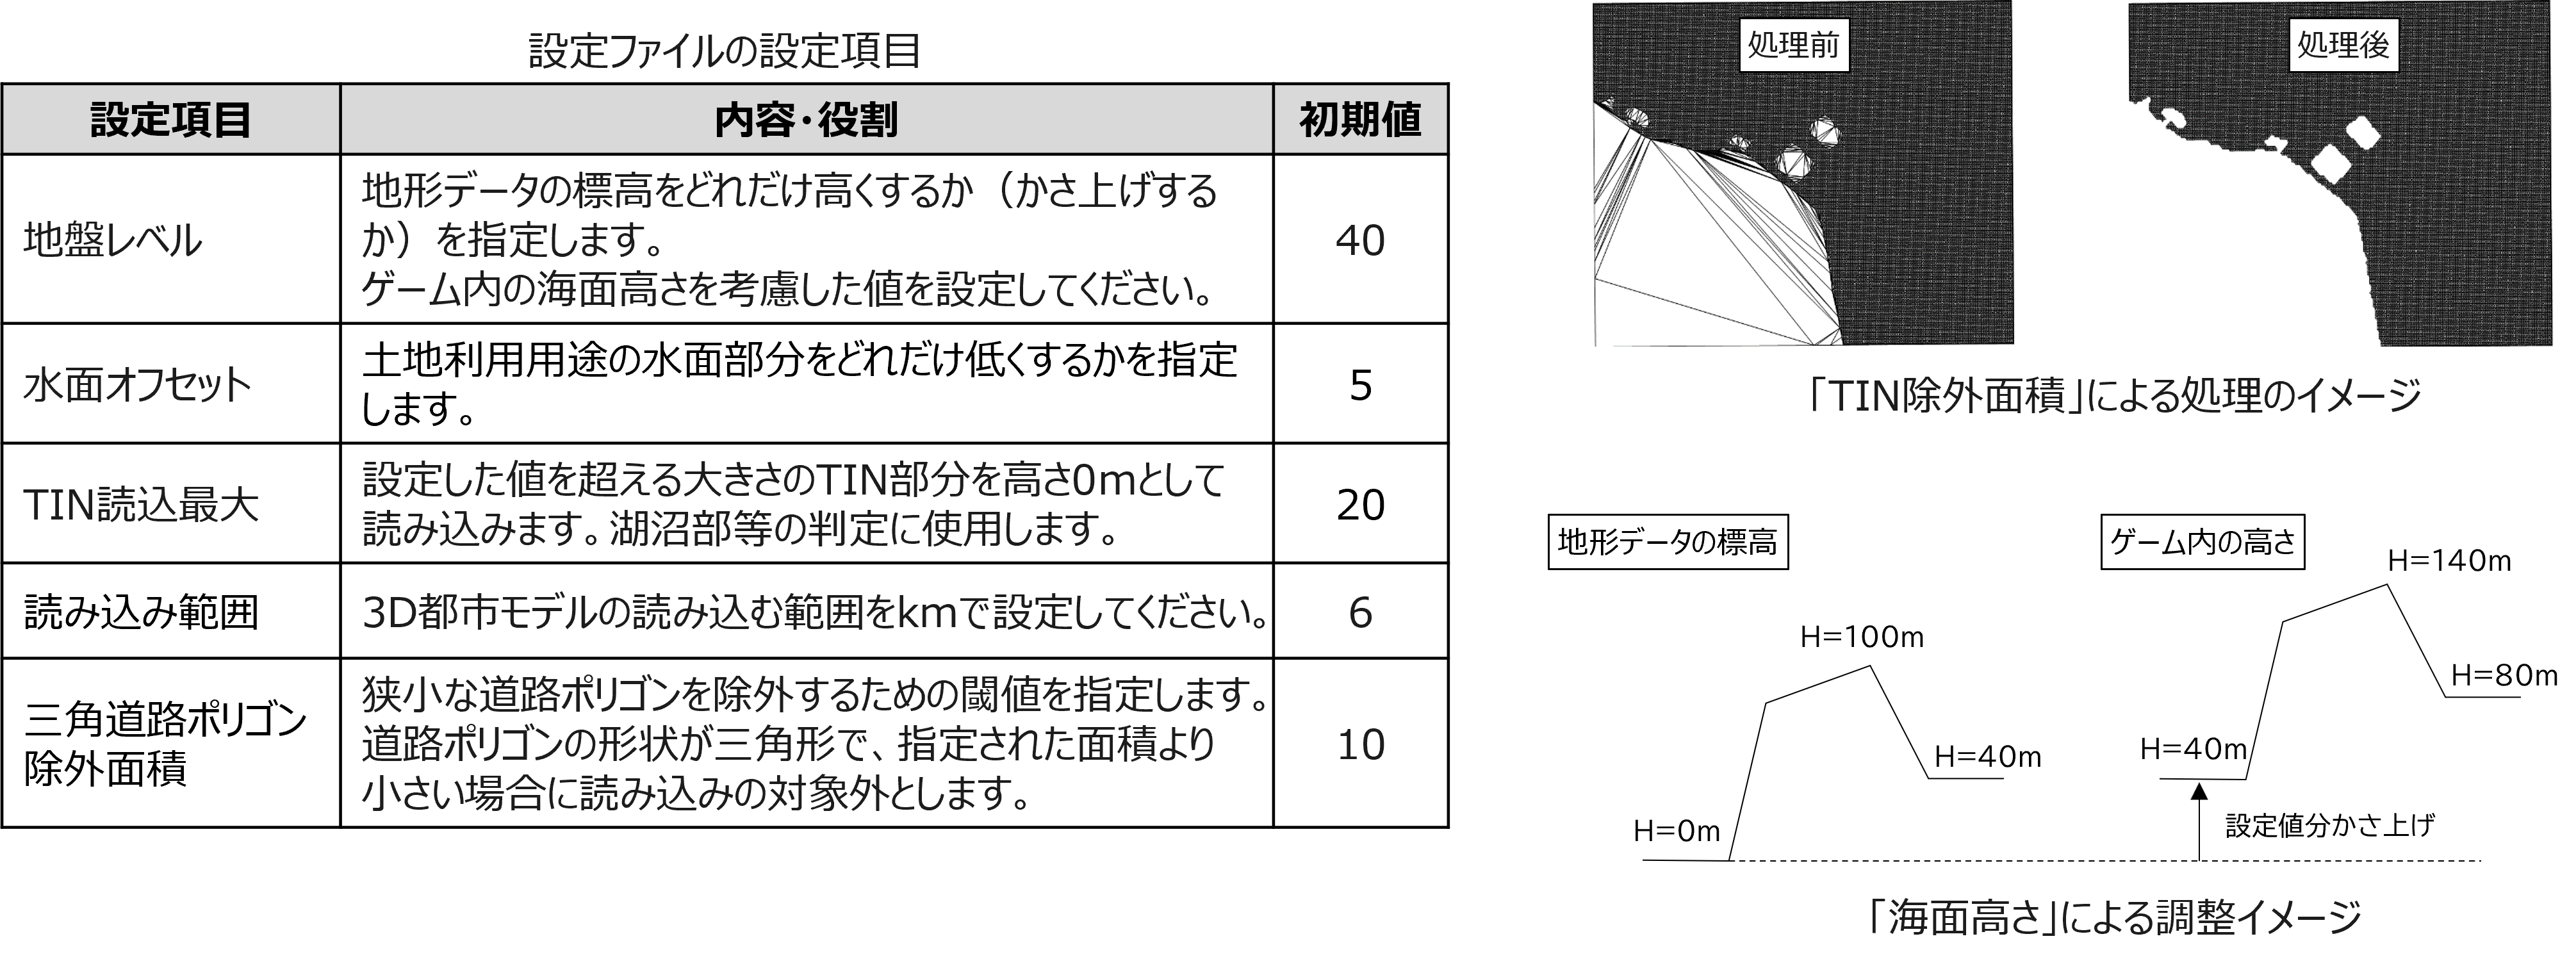 設定ファイルの設定項目
設定項目
内容・役割
初期値
地盤レベル
地形データの標高をどれだけ高くするか（かさ上げする
か）を指定します。
ゲーム内の海面高さを考慮した値を設定してください。
40
水面オフセット
土地利用用途の水面部分をどれだけ低くするかを指定
します。
5
TIN読込最大
設定した値を超える大きさのTIN部分を高さ0mとして
読み込みます。湖沼部等の判定に使用します。
20
読み込み範囲
3D都市モデルの読み込む範囲をkmで設定してください。
6
三角道路ポリゴン
除外面積
狭小な道路ポリゴンを除外するための閾値を指定します。
道路ポリゴンの形状が三角形で、指定された面積より
小さい場合に読み込みの対象外とします。
10
処理前
処理後
「TIN除外面積」による処理のイメージ
地形データの標高
H=100m
H=40m
H=0m
ゲーム内の高さ
H=140m
H=80m
H=40m
設定値分かさ上げ
「海面高さ」による調整イメージ